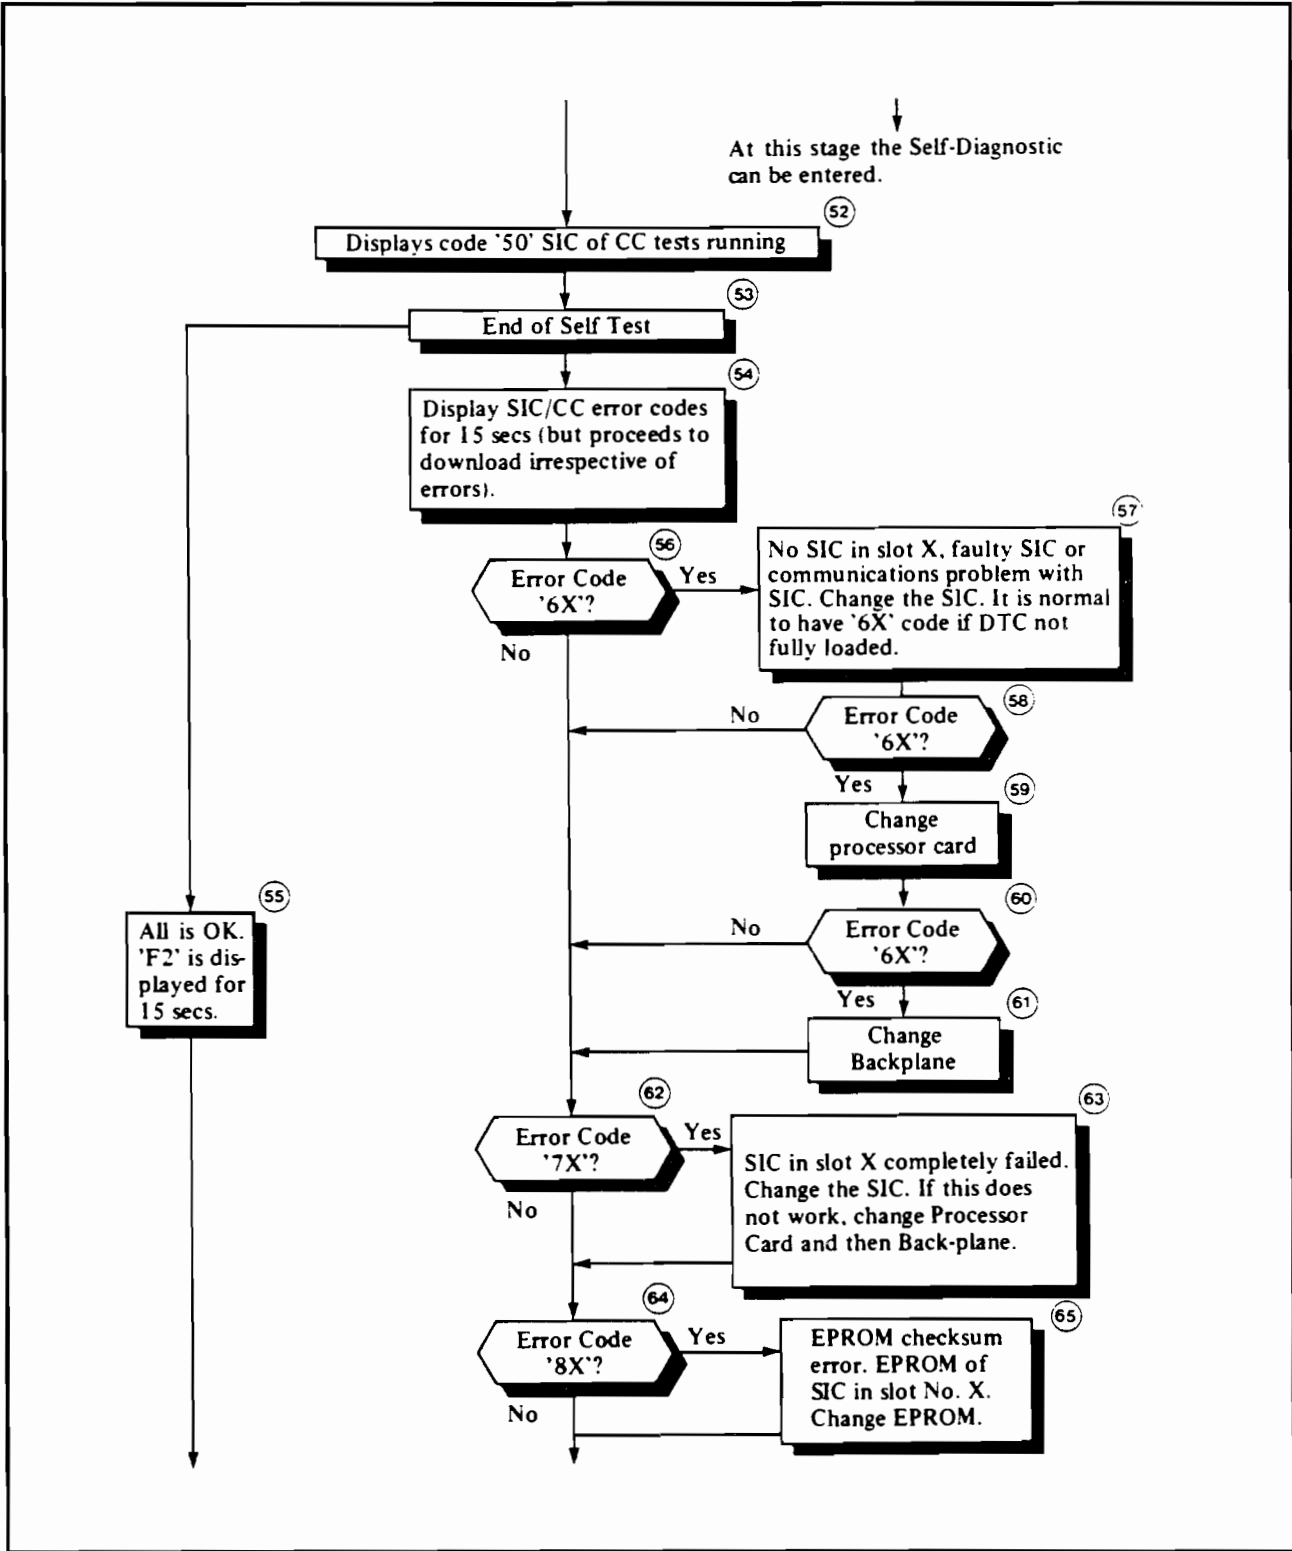 At this stage the Self-Diagnostic
can be entered.
52
Displays code '50' SIC of CC tests running
53
End of Self Test
54
Display SIC/CC error codes
for 15 secs (but proceeds to
download irrespective of
errors).
56
Error Code
'6X'?
Yes
No
57
No SIC in slot X, faulty SIC or
communications problem with
SIC. Change the SIC. It is normal
to have '6X' code if DTC not
fully loaded.
58
Error Code
'6X'?
No
Yes
59
Change
processor card
60
Error Code
'6X'?
No
Yes
55
All is OK.
'F2' is dis-
played for
15 secs.
61
Change
Backplane
62
Error Code
'7X'?
Yes
No
63
SIC in slot X completely failed.
Change the SIC. If this does
not work, change Processor
Card and then Back-plane.
64
Error Code
'8X'?
Yes
No
65
EPROM checksum
error. EPROM of
SIC in slot No. X.
Change EPROM.